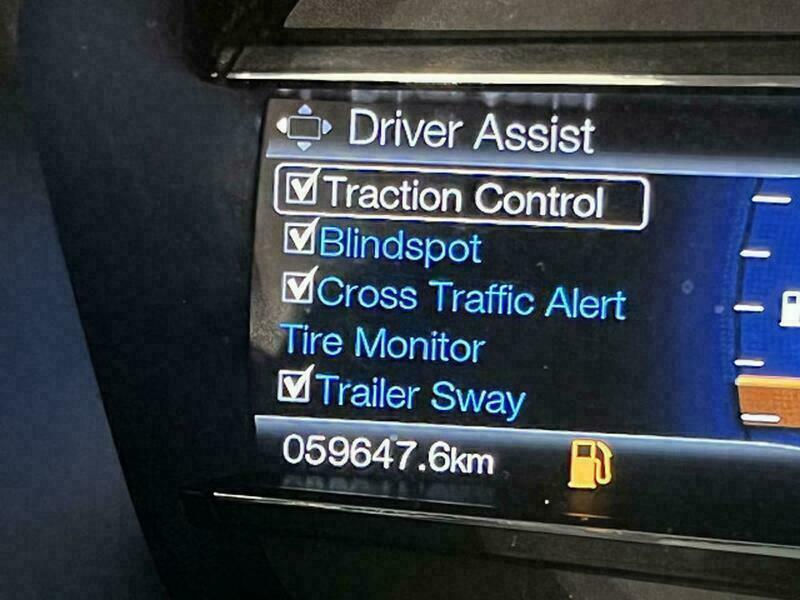 Driver Assist
Traction Control
Blindspot
Cross Traffic Alert
Tire Monitor
Trailer Sway
059647.6km